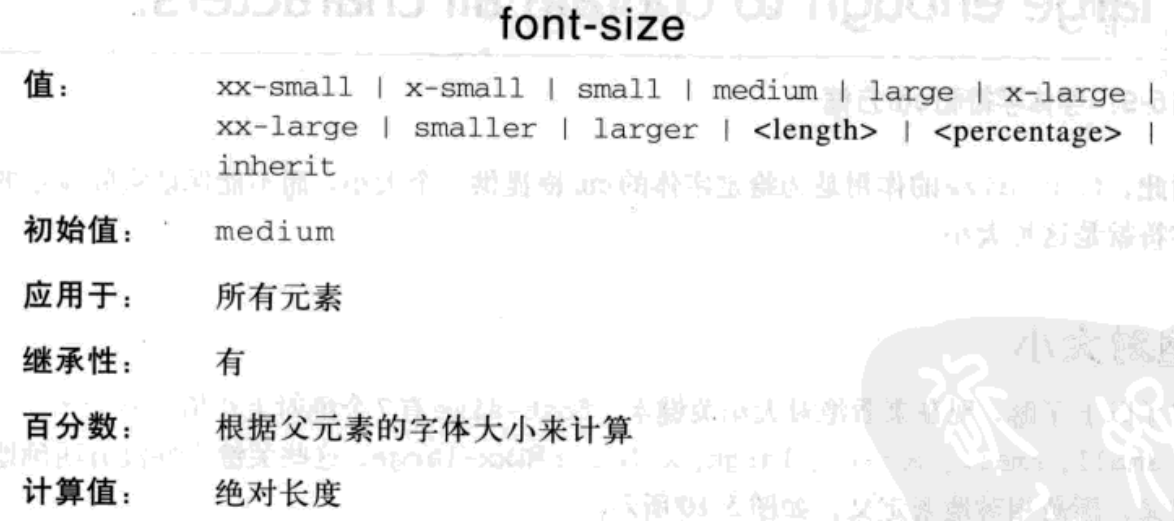 font-size
值： xx-small | x-small | small | medium | large | x-large |
xx-large | smaller | larger | <length> | <percentage> |
inherit
初始值： medium
应用于： 所有元素
继承性： 有
百分数： 根据父元素的字体大小来计算
计算值： 绝对长度